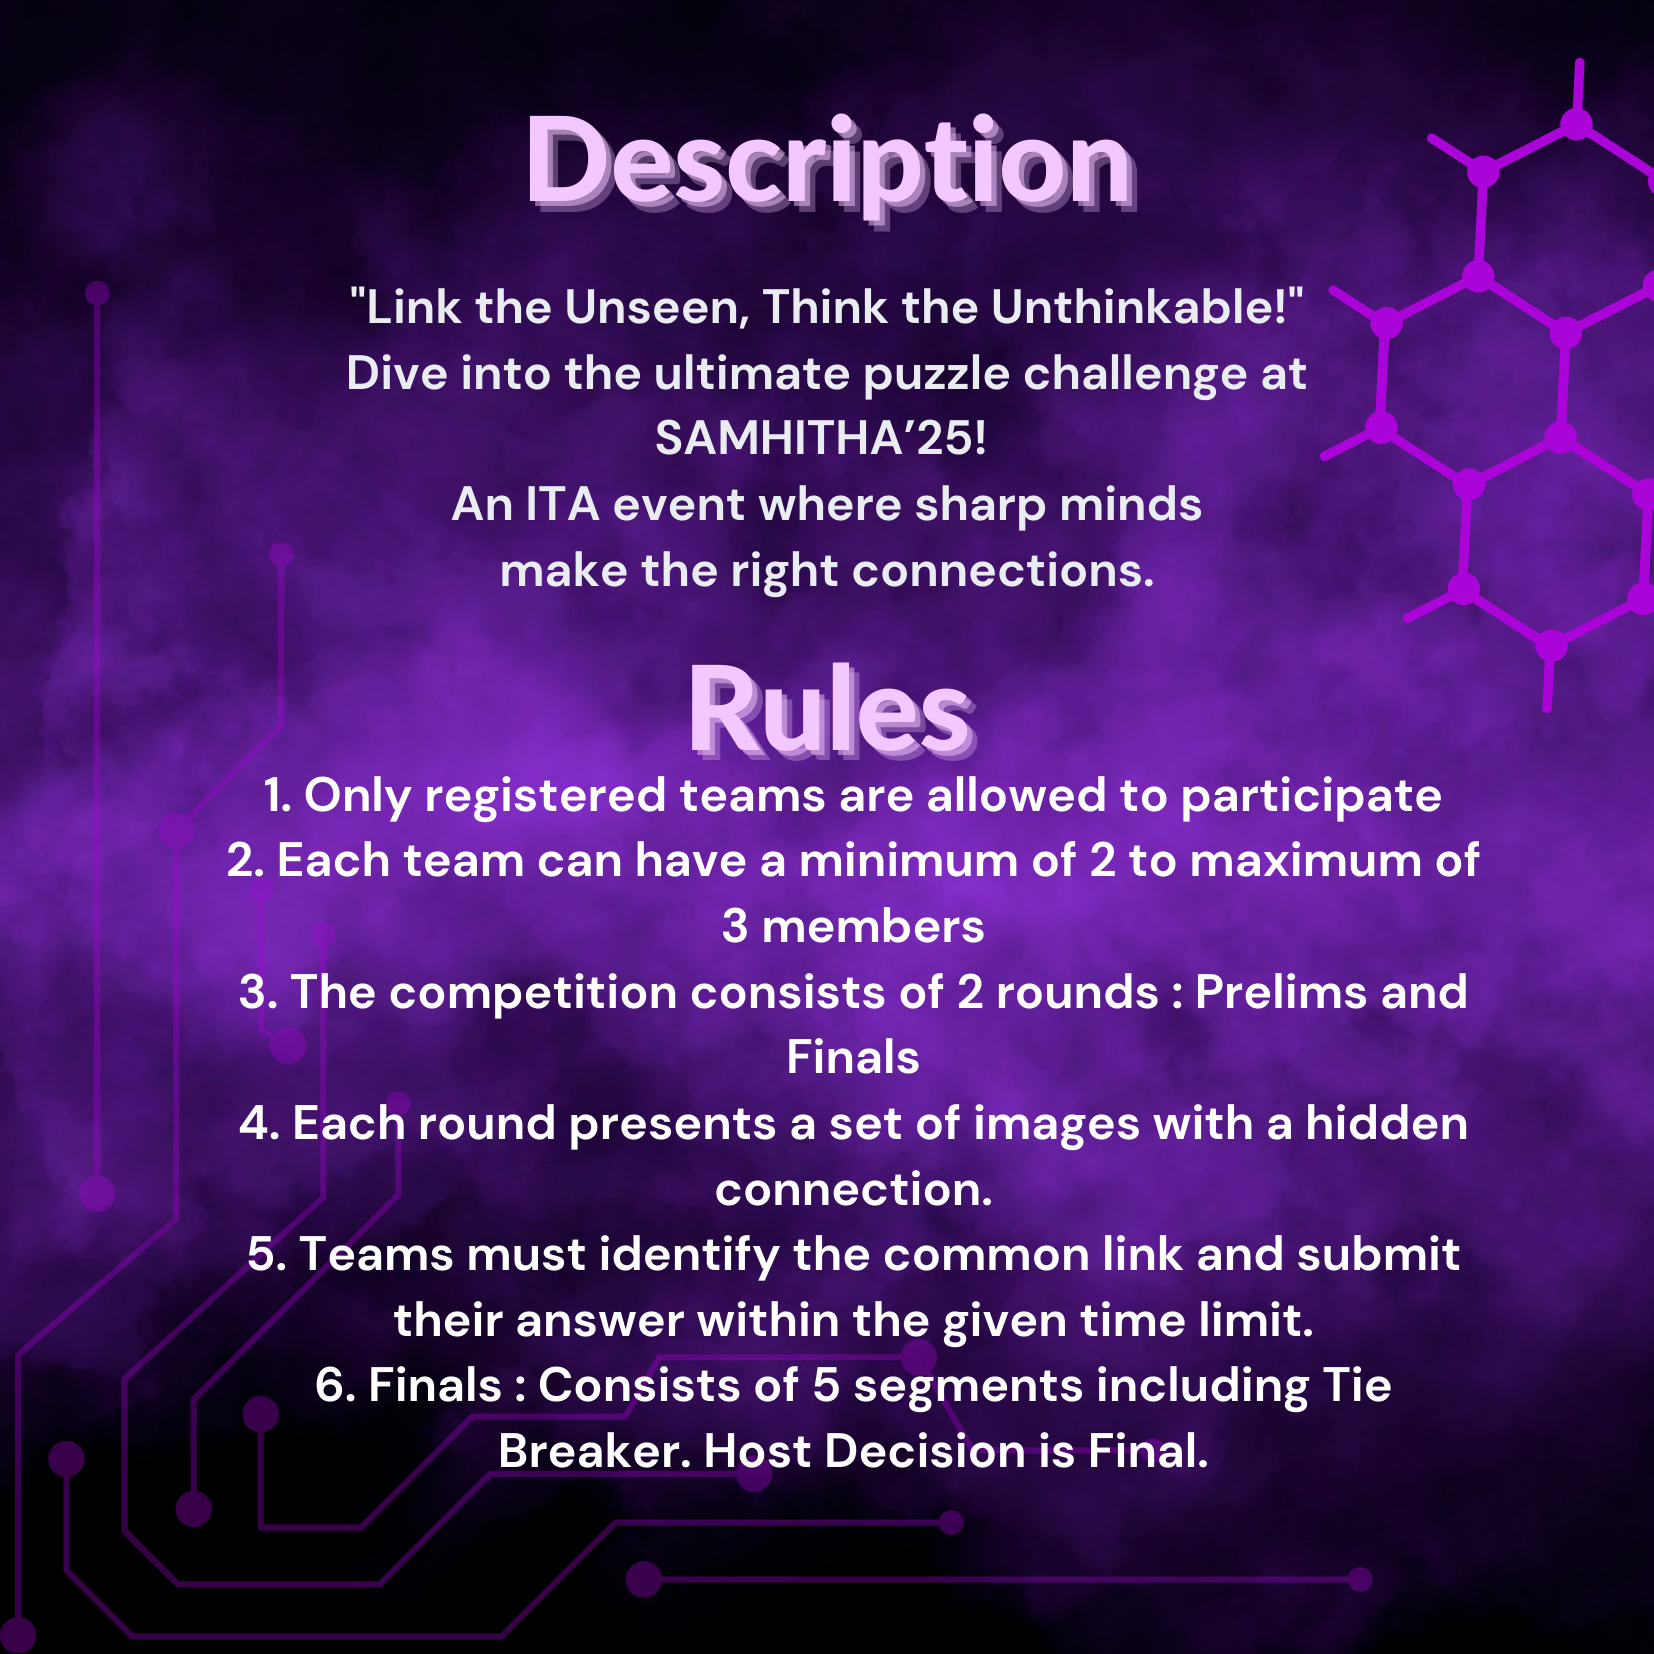 Description
"Link the Unseen, Think the Unthinkable!"
Dive into the ultimate puzzle challenge at
SAMHITHA’25!
An ITA event where sharp minds
make the right connections.
Rules
1. Only registered teams are allowed to participate
2. Each team can have a minimum of 2 to maximum of
3 members
3. The competition consists of 2 rounds : Prelims and
Finals
4. Each round presents a set of images with a hidden
connection.
5. Teams must identify the common link and submit
their answer within the given time limit.
6. Finals : Consists of 5 segments including Tie
Breaker. Host Decision is Final.